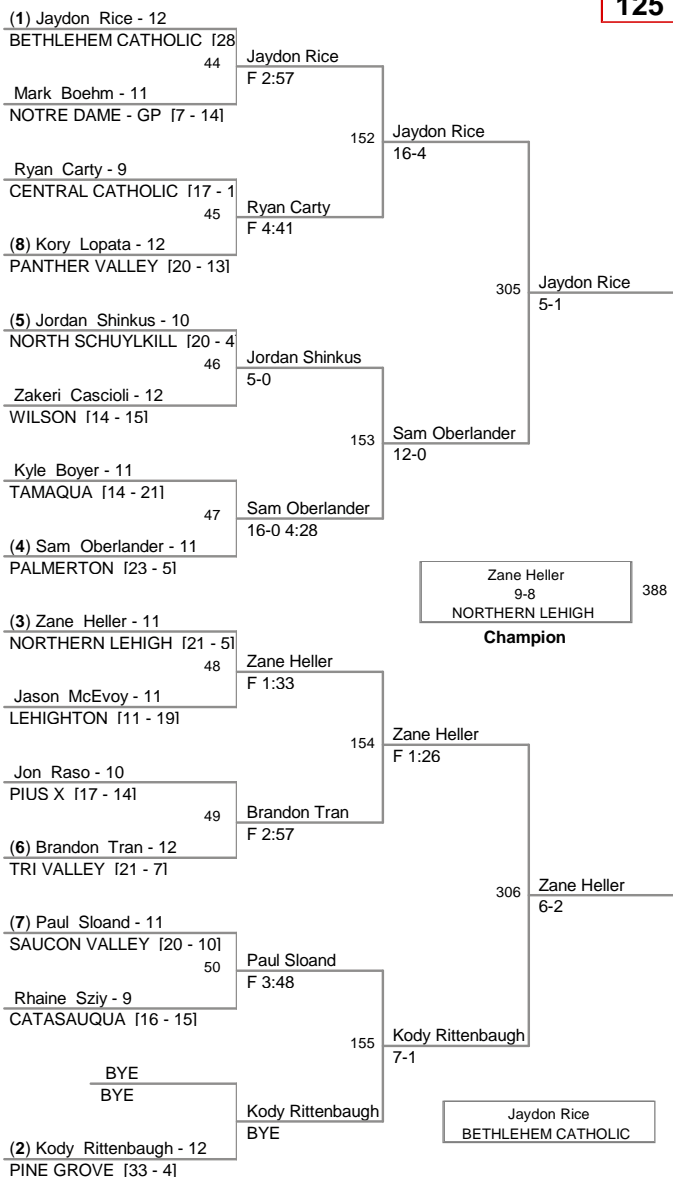 125
(1) Jaydon Rice - 12
BETHLEHEM CATHOLIC [28
44
Jaydon Rice
F 2:57
Mark Boehm - 11
NOTRE DAME - GP [7 - 14]
152
Jaydon Rice
16-4
Ryan Carty - 9
CENTRAL CATHOLIC [17 - 1
45
Ryan Carty
F 4:41
(8) Kory Lopata - 12
PANTHER VALLEY [20 - 13]
305
Jaydon Rice
5-1
(5) Jordan Shinkus - 10
NORTH SCHUYLKILL [20 - 4
46
Jordan Shinkus
5-0
Zakeri Cascioli - 12
WILSON [14 - 15]
153
Sam Oberlander
12-0
Kyle Boyer - 11
TAMAQUA [14 - 21]
47
Sam Oberlander
16-0 4:28
(4) Sam Oberlander - 11
PALMERTON [23 - 5]
Zane Heller
9-8
NORTHERN LEHIGH
388
Champion
(3) Zane Heller - 11
NORTHERN LEHIGH [21 - 5]
48
Zane Heller
F 1:33
Jason McEvoy - 11
LEHIGHTON [11 - 19]
154
Zane Heller
F 1:26
Jon Raso - 10
PIUS X [17 - 14]
49
Brandon Tran
F 2:57
(6) Brandon Tran - 12
TRI VALLEY [21 - 7]
306
Zane Heller
6-2
(7) Paul Sloand - 11
SAUCON VALLEY [20 - 10]
50
Paul Sloand
F 3:48
Rhaine Sziy - 9
CATASAUQUA [16 - 15]
155
Kody Rittenbaugh
7-1
BYE
BYE
Kody Rittenbaugh
BYE
(2) Kody Rittenbaugh - 12
PINE GROVE [33 - 4]
Jaydon Rice
BETHLEHEM CATHOLIC